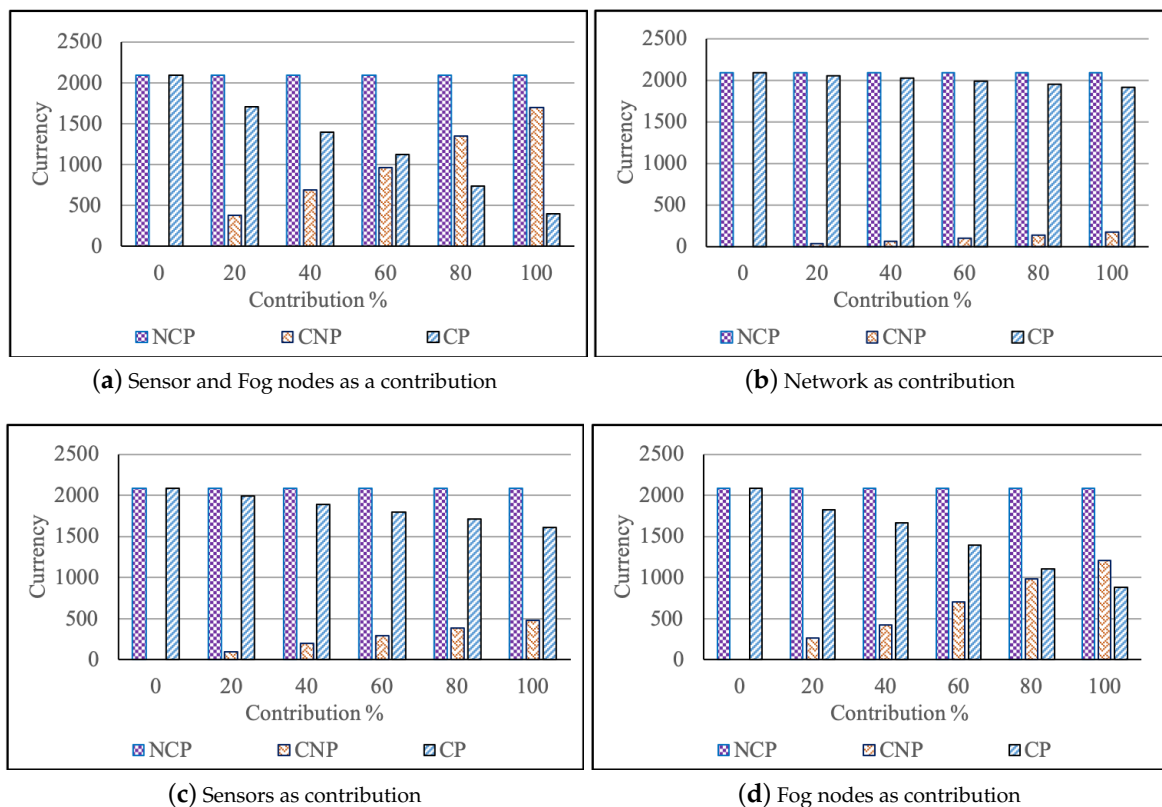 2500
2000
1500
1000
500
0
Currency
0 20 40 60 80 100
Contribution %
NCP CNP CP
(a) Sensor and Fog nodes as a contribution
2500
2000
1500
1000
500
0
Currency
0 20 40 60 80 100
Contribution %
NCP CNP CP
(b) Network as contribution
2500
2000
1500
1000
500
0
Currency
0 20 40 60 80 100
Contribution %
NCP CNP CP
(c) Sensors as contribution
2500
2000
1500
1000
500
0
Currency
0 20 40 60 80 100
Contribution %
NCP CNP CP
(d) Fog nodes as contribution